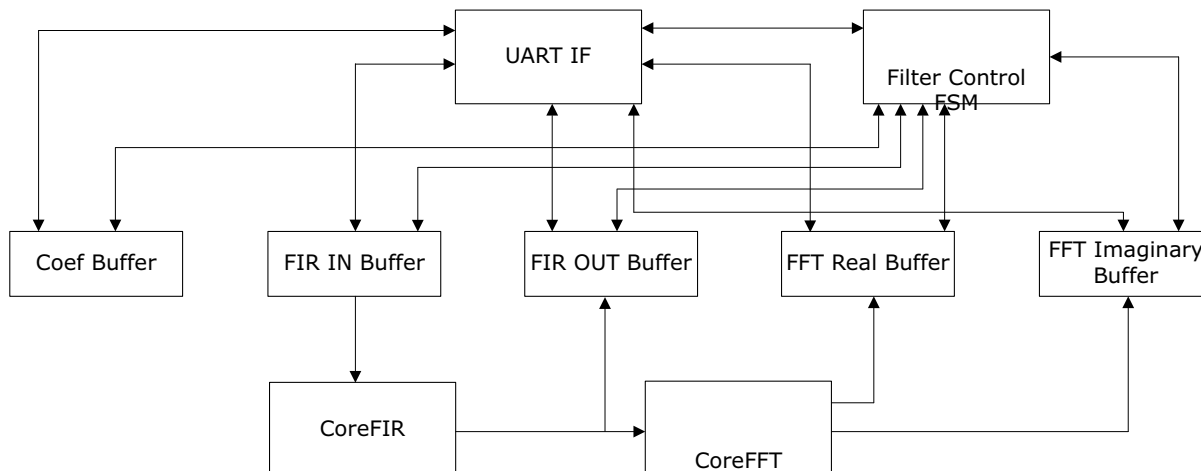 UART IF
Filter Control
FSM
Coef Buffer
FIR IN Buffer
FIR OUT Buffer
FFT Real Buffer
FFT Imaginary
Buffer
CoreFIR
CoreFFT